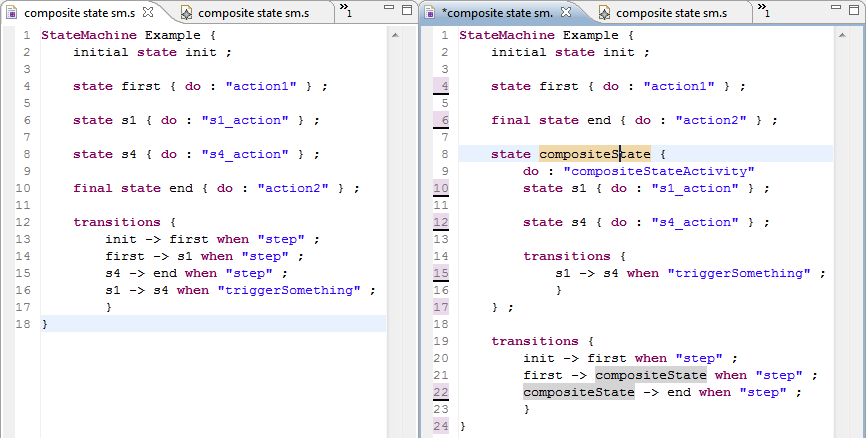 composite state sm.s
composite state sm.s
»1
1 StateMachine Example {
2 initial state init ;
3
4 state first { do : "action1" } ;
5
6 state s1 { do : "s1_action" } ;
7
8 state s4 { do : "s4_action" } ;
9
10 final state end { do : "action2" } ;
11
12 transitions {
13 init -> first when "step" ;
14 first -> s1 when "step" ;
15 s4 -> end when "step" ;
16 s1 -> s4 when "triggerSomething" ;
17 }
18 }
*composite state sm.
composite state sm.s
»1
1 StateMachine Example {
2 initial state init ;
3
4 state first { do : "action1" } ;
5
6 final state end { do : "action2" } ;
7
8 state compositeState {
9 do : "compositeStateActivity"
10 state s1 { do : "s1_action" } ;
11
12 state s4 { do : "s4_action" } ;
13
14 transitions {
15 s1 -> s4 when "triggerSomething" ;
16 }
17 } ;
18
19 transitions {
20 init -> first when "step" ;
21 first -> compositeState when "step" ;
22 compositeState -> end when "step" ;
23 }
24 }